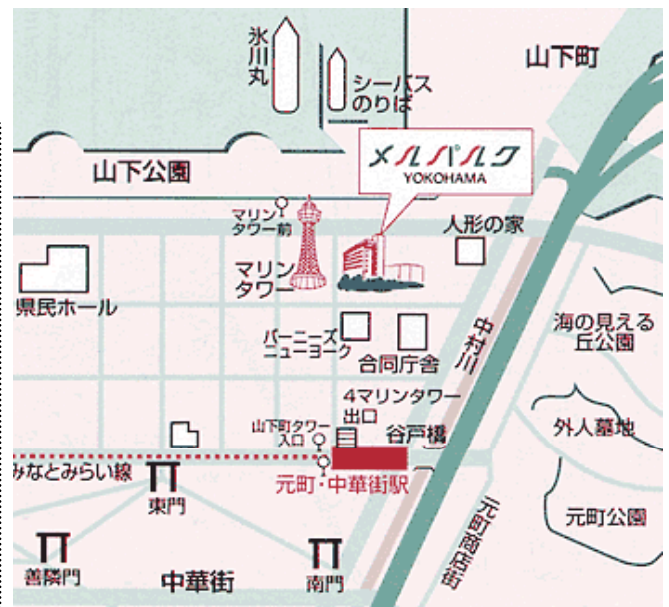 氷川丸
シーバス
のりば
山下町
山下公園
メルパルク
YOKOHAMA
マリン
タワー前
マリン
タワー
人形の家
県民ホール
バーニーズ
ニューヨーク
合同庁舎
中村川
海の見える
丘公園
4マリンタワー
出口
山下町タワー
入口
谷戸橋
外人墓地
みなとみらい線
元町・中華街駅
東門
元町商店街
元町公園
善隣門
中華街
南門